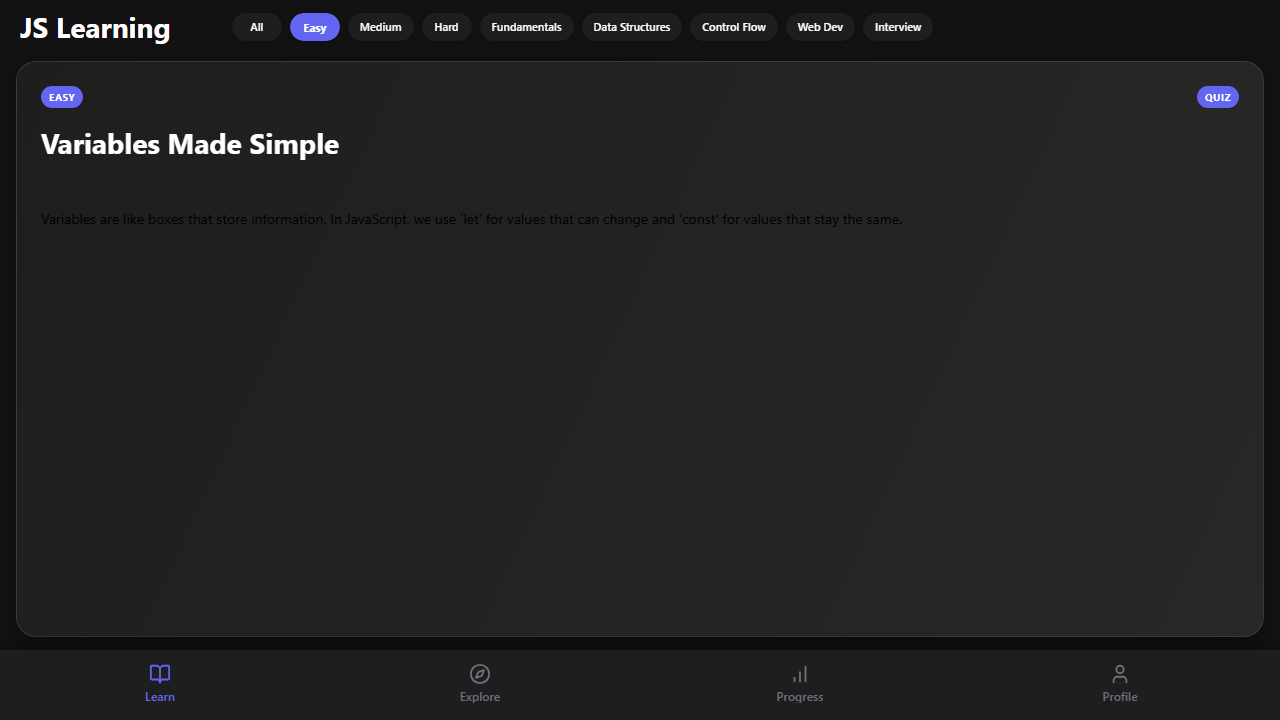 JS Learning
All
Easy
Medium
Hard
Fundamentals
Data Structures
Control Flow
Web Dev
Interview
EASY
QUIZ
Variables Made Simple
Variables are like boxes that store information. In JavaScript, we use 'let' for values that can change and 'const' for values that stay the same.
Learn
Explore
Progress
Profile